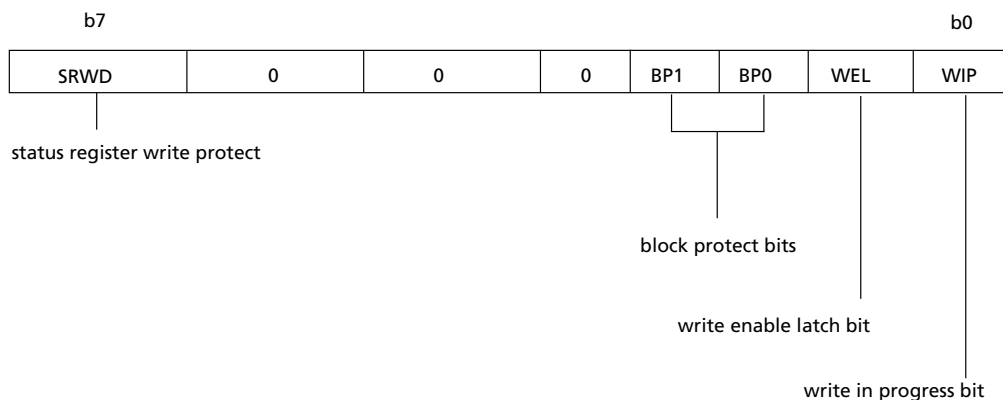 b7 b0
SRWD 0 0 0 BP1 BP0 WEL WIP
status register write protect
block protect bits
write enable latch bit
write in progress bit